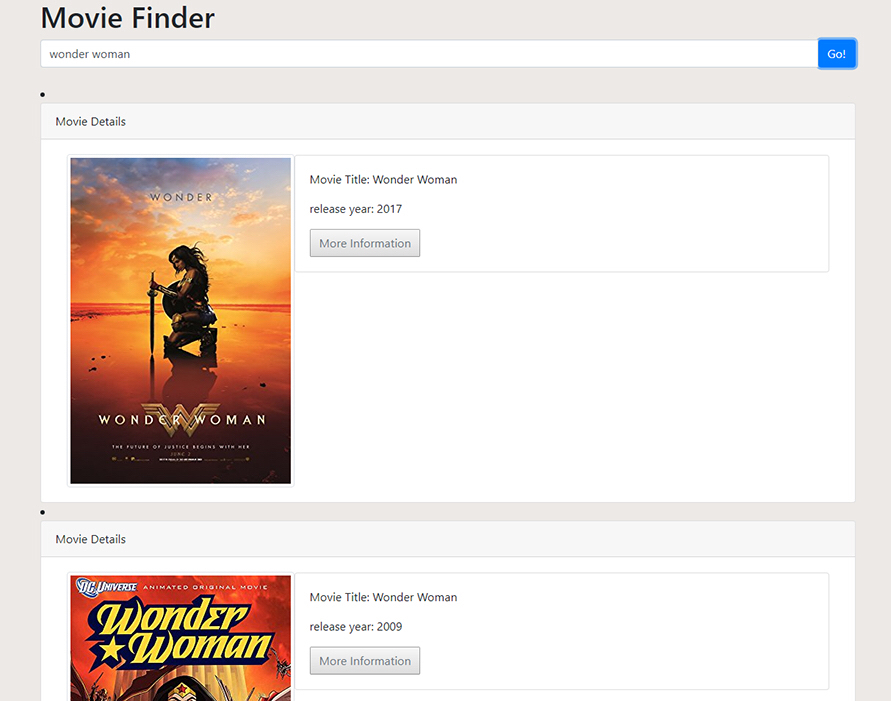 Movie Finder
wonder woman
Go!
Movie Details
WONDER
WONDER WOMAN
THE FUTURE OF JUSTICE BEGINS WITH HER
JUNE 2
Movie Title: Wonder Woman
release year: 2017
More Information
Movie Details
DC UNIVERSE ANIMATED ORIGINAL MOVIE
Wonder
Woman
Movie Title: Wonder Woman
release year: 2009
More Information